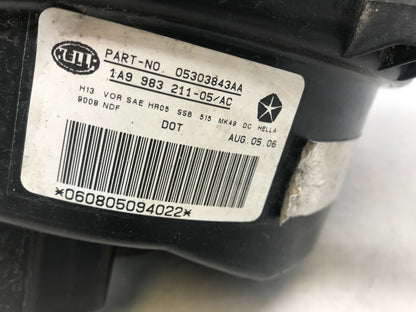 PART-NO. 05303843AA
1A9 983 211-05/AC
H13 VOR SAE HR05 SSB 515 MK49 DC HELLA
9008 NDF
DOT
AUG.05.06
*060805094022*